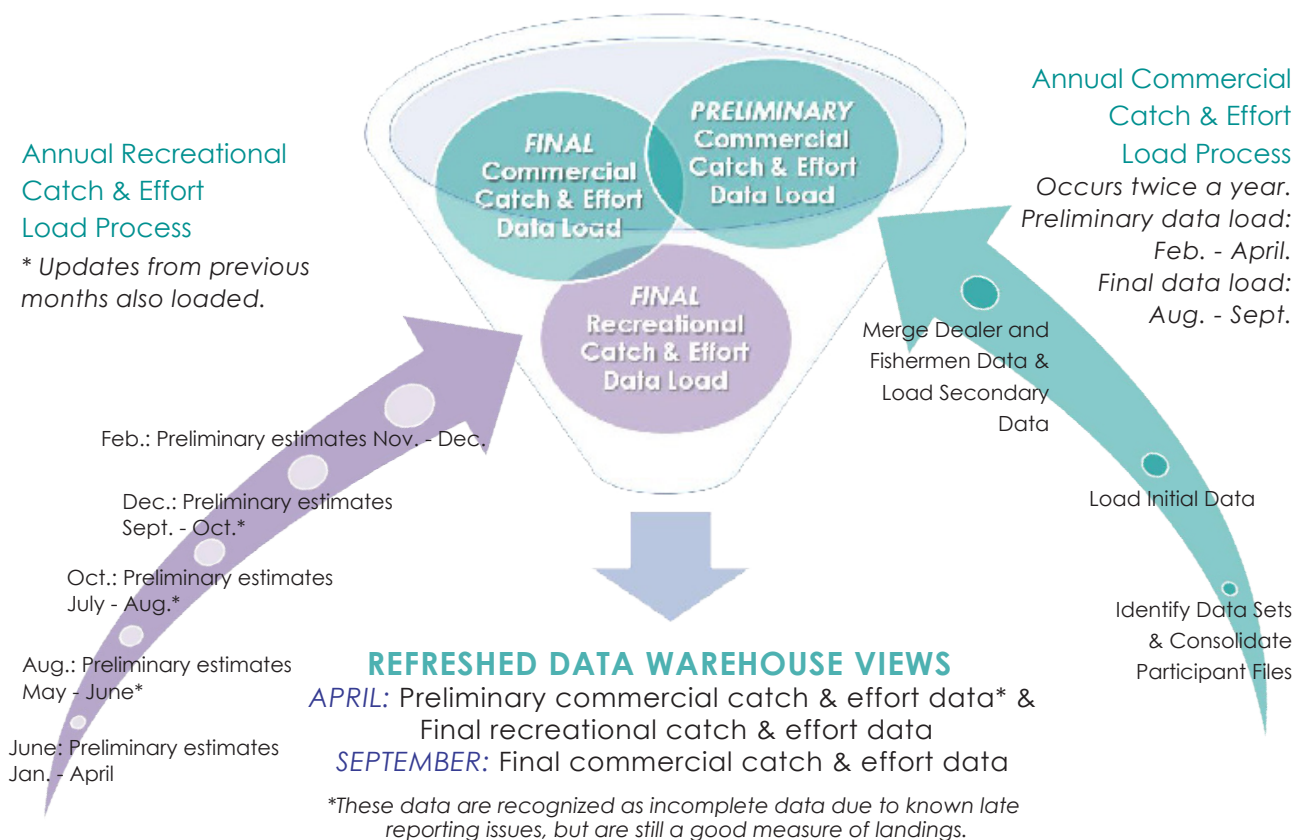 Annual Recreational
Catch & Effort
Load Process
* Updates from previous
months also loaded.
FINAL
Commercial
Catch & Effort
Data Load
PRELIMINARY
Commercial
Catch & Effort
Data Load
FINAL
Recreational
Catch & Effort
Data Load
Annual Commercial
Catch & Effort
Load Process
Occurs twice a year.
Preliminary data load:
Feb. - April.
Final data load:
Aug. - Sept.
Merge Dealer and
Fishermen Data &
Load Secondary
Data
Load Initial Data
Identify Data Sets
& Consolidate
Participant Files
Feb.: Preliminary estimates Nov. - Dec.
Dec.: Preliminary estimates
Sept. - Oct.*
Oct.: Preliminary estimates
July - Aug.*
Aug.: Preliminary estimates
May - June*
June: Preliminary estimates
Jan. - April
REFRESHED DATA WAREHOUSE VIEWS
APRIL: Preliminary commercial catch & effort data* &
Final recreational catch & effort data
SEPTEMBER: Final commercial catch & effort data
*These data are recognized as incomplete data due to known late
reporting issues, but are still a good measure of landings.